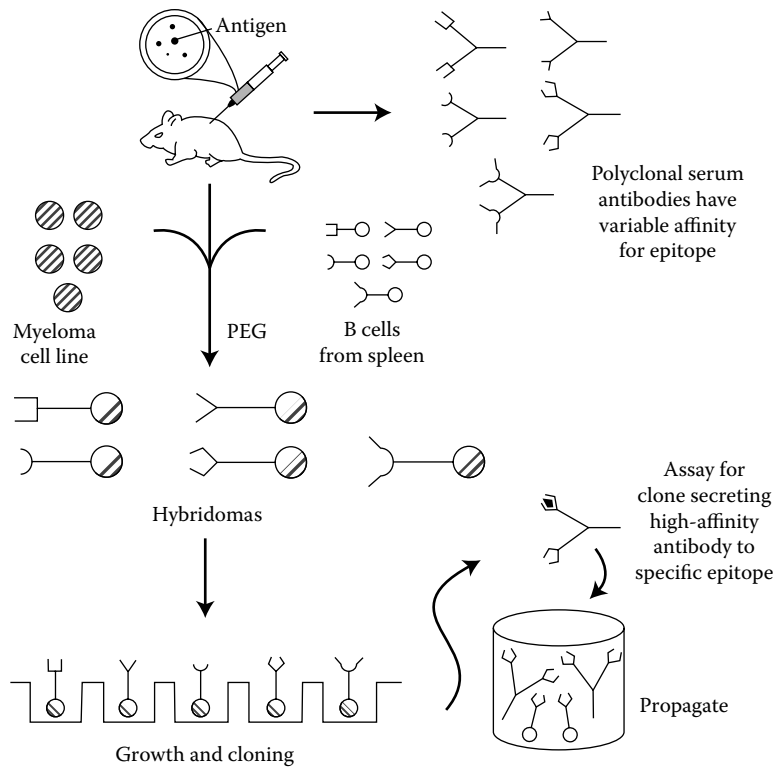 Antigen
Polyclonal serum
antibodies have
variable affinity
for epitope
Myeloma
cell line
PEG
B cells
from spleen
Hybridomas
Assay for
clone secreting
high-affinity
antibody to
specific epitope
Growth and cloning
Propagate